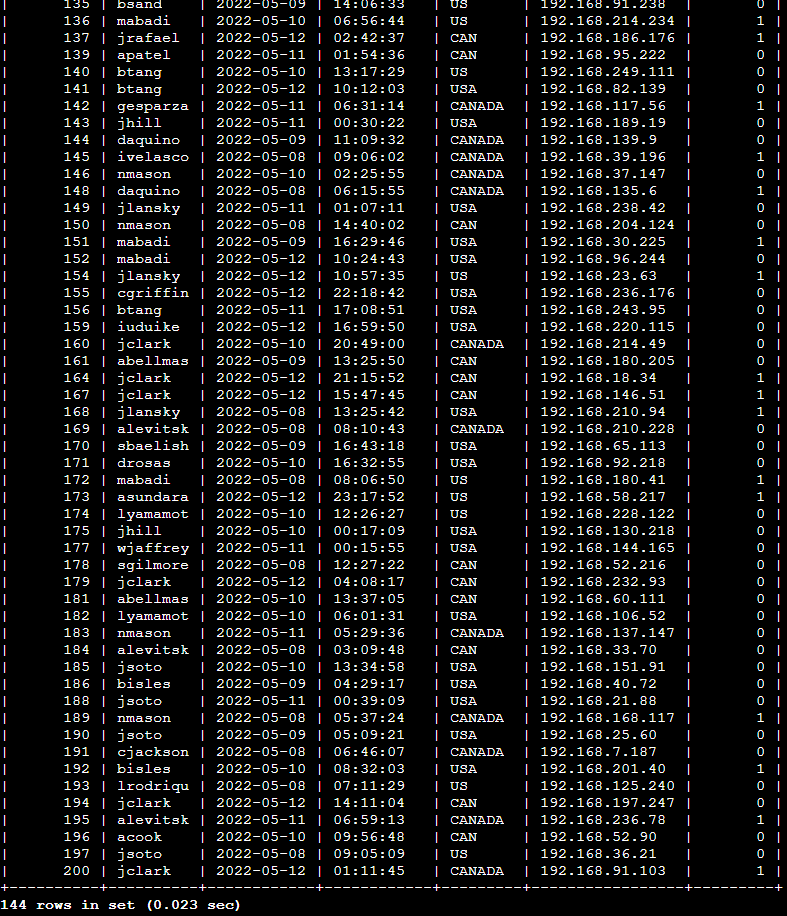 |      135 | bsand    | 2022-05-09 | 14:06:33   | US      | 192.168.91.238  |       0 |
|      136 | mabadi   | 2022-05-10 | 06:56:44   | US      | 192.168.214.234 |       1 |
|      137 | jrafael  | 2022-05-12 | 02:42:37   | CAN     | 192.168.186.176 |       1 |
|      139 | apatel   | 2022-05-11 | 01:54:36   | CAN     | 192.168.95.222  |       0 |
|      140 | btang    | 2022-05-10 | 13:17:29   | US      | 192.168.249.111 |       0 |
|      141 | btang    | 2022-05-12 | 10:12:03   | USA     | 192.168.82.139  |       0 |
|      142 | gesparza | 2022-05-11 | 06:31:14   | CANADA  | 192.168.117.56  |       1 |
|      143 | jhill    | 2022-05-11 | 00:30:22   | USA     | 192.168.189.19  |       1 |
|      144 | daquino  | 2022-05-09 | 11:09:32   | CANADA  | 192.168.139.9   |       0 |
|      145 | ivelasco | 2022-05-08 | 09:06:02   | CANADA  | 192.168.39.196  |       1 |
|      146 | nmason   | 2022-05-10 | 02:25:55   | CANADA  | 192.168.37.147  |       0 |
|      148 | daquino  | 2022-05-08 | 06:15:55   | CANADA  | 192.168.135.6   |       1 |
|      149 | jlansky  | 2022-05-11 | 01:07:11   | USA     | 192.168.238.42  |       0 |
|      150 | nmason   | 2022-05-08 | 14:40:02   | CAN     | 192.168.204.124 |       0 |
|      151 | mabadi   | 2022-05-09 | 16:29:46   | USA     | 192.168.30.225  |       1 |
|      152 | mabadi   | 2022-05-12 | 10:24:43   | USA     | 192.168.96.244  |       0 |
|      154 | jlansky  | 2022-05-12 | 10:57:35   | US      | 192.168.23.63   |       1 |
|      155 | cgriffin | 2022-05-12 | 22:18:42   | USA     | 192.168.236.176 |       0 |
|      156 | btang    | 2022-05-11 | 17:08:51   | USA     | 192.168.243.95  |       0 |
|      159 | iuduike  | 2022-05-12 | 16:59:50   | USA     | 192.168.220.115 |       0 |
|      160 | jclark   | 2022-05-10 | 20:49:00   | CANADA  | 192.168.214.49  |       0 |
|      161 | abellmas | 2022-05-09 | 13:25:50   | CAN     | 192.168.180.205 |       0 |
|      164 | jclark   | 2022-05-12 | 21:15:52   | CAN     | 192.168.18.34   |       1 |
|      167 | jclark   | 2022-05-12 | 15:47:45   | CAN     | 192.168.146.51  |       1 |
|      168 | jlansky  | 2022-05-08 | 13:25:42   | USA     | 192.168.210.94  |       1 |
|      169 | alevitsk | 2022-05-08 | 08:10:43   | CANADA  | 192.168.210.228 |       0 |
|      170 | sbaelish | 2022-05-09 | 16:43:18   | USA     | 192.168.65.113  |       0 |
|      171 | drosas   | 2022-05-10 | 16:32:55   | USA     | 192.168.92.218  |       0 |
|      172 | mabadi   | 2022-05-08 | 08:06:50   | US      | 192.168.180.41  |       1 |
|      173 | asundara | 2022-05-12 | 23:17:52   | US      | 192.168.58.217  |       1 |
|      174 | lyamamot | 2022-05-10 | 12:26:27   | US      | 192.168.228.122 |       0 |
|      175 | jhill    | 2022-05-10 | 00:17:09   | USA     | 192.168.130.218 |       0 |
|      177 | wjaffrey | 2022-05-11 | 00:15:55   | USA     | 192.168.144.165 |       0 |
|      178 | sgilmore | 2022-05-08 | 12:27:22   | CAN     | 192.168.52.216  |       0 |
|      179 | jclark   | 2022-05-12 | 04:08:17   | CAN     | 192.168.232.93  |       0 |
|      181 | abellmas | 2022-05-10 | 13:37:05   | CAN     | 192.168.60.111  |       0 |
|      182 | lyamamot | 2022-05-10 | 06:01:31   | USA     | 192.168.106.52  |       0 |
|      183 | nmason   | 2022-05-11 | 05:29:36   | CANADA  | 192.168.137.147 |       0 |
|      184 | alevitsk | 2022-05-08 | 03:09:48   | CAN     | 192.168.33.70   |       0 |
|      185 | jsoto    | 2022-05-10 | 13:34:58   | USA     | 192.168.151.91  |       0 |
|      186 | bisles   | 2022-05-09 | 04:29:17   | USA     | 192.168.40.72   |       0 |
|      188 | jsoto    | 2022-05-11 | 00:39:09   | USA     | 192.168.21.88   |       0 |
|      189 | nmason   | 2022-05-08 | 05:37:24   | CANADA  | 192.168.168.117 |       1 |
|      190 | jsoto    | 2022-05-09 | 05:09:21   | USA     | 192.168.25.60   |       0 |
|      191 | cjackson | 2022-05-08 | 06:46:07   | CANADA  | 192.168.7.187   |       0 |
|      192 | bisles   | 2022-05-10 | 08:32:03   | USA     | 192.168.201.40  |       1 |
|      193 | lrodriqu | 2022-05-08 | 07:11:29   | US      | 192.168.125.240 |       0 |
|      194 | jclark   | 2022-05-12 | 14:11:04   | CAN     | 192.168.197.247 |       0 |
|      195 | alevitsk | 2022-05-11 | 06:59:13   | CANADA  | 192.168.236.78  |       1 |
|      196 | acook    | 2022-05-10 | 09:56:48   | CAN     | 192.168.52.90   |       0 |
|      197 | jsoto    | 2022-05-08 | 09:05:09   | US      | 192.168.36.21   |       0 |
|      200 | jclark   | 2022-05-12 | 01:11:45   | CANADA  | 192.168.91.103  |       1 |
+----------+----------+------------+------------+---------+-----------------+---------+
144 rows in set (0.023 sec)